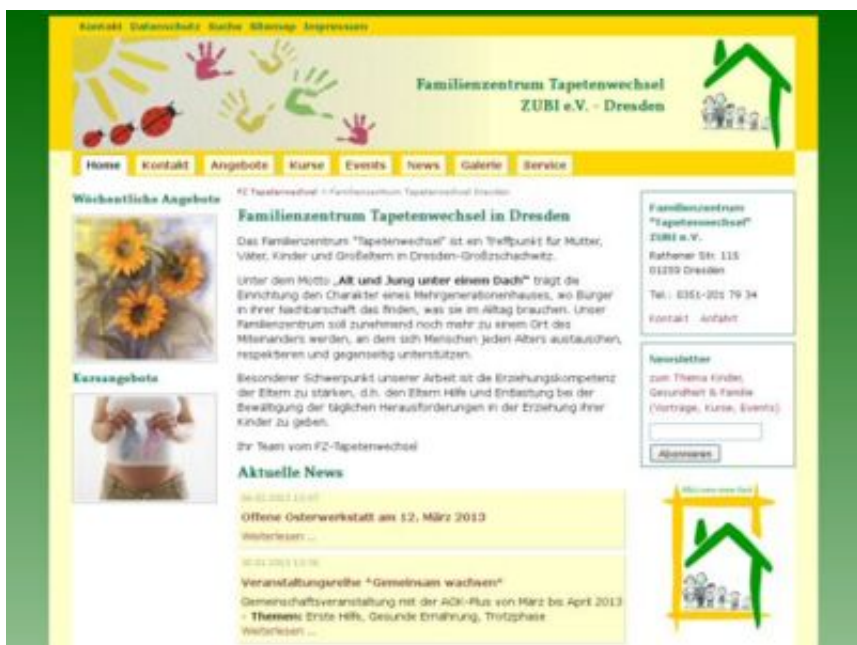 Kontakt Datenschutz Suche Sitemap Impressum
Familienzentrum Tapetenwechsel
ZUBI e.V. - Dresden
Home Kontakt Angebote Kurse Events News Galerie Service
Wöchentliche Angebote
Kursangebote
FZ Tapetenwechsel > Familienzentrum Tapetenwechsel Dresden
Familienzentrum Tapetenwechsel in Dresden
Das Familienzentrum "Tapetenwechsel" ist ein Treffpunkt für Mütter,
Väter, Kinder und Großeltern in Dresden-Großzschachwitz.
Unter dem Motto „Alt und Jung unter einem Dach" trägt die
Einrichtung den Charakter eines Mehrgenerationenhauses, wo Bürger
in ihrer Nachbarschaft das finden, was sie im Alltag brauchen. Unser
Familienzentrum soll zunehmend noch mehr zu einem Ort des
Miteinanders werden, an dem sich Menschen jeden Alters austauschen,
respektieren und gegenseitig unterstützen.
Besonderer Schwerpunkt unserer Arbeit ist die Erziehungskompetenz
der Eltern zu stärken, d.h. den Eltern Hilfe und Entlastung bei der
Bewältigung der täglichen Herausforderungen in der Erziehung ihrer
Kinder zu geben.
Ihr Team vom FZ-Tapetenwechsel
Aktuelle News
Offene Osterwerkstatt am 12. März 2013
Weiterlesen ...
Veranstaltungsreihe "Gemeinsam wachsen"
Gemeinschaftsveranstaltung mit der AOK-Plus von März bis April 2013
- Themen: Erste Hilfe, Gesunde Ernährung, Trotzphase
Weiterlesen ...
Familienzentrum
"Tapetenwechsel"
ZUBI e.V.
Rathener Str. 115
01259 Dresden
Tel.: 0351-201 79 34
Kontakt Anfahrt
Newsletter
zum Thema Kinder,
Gesundheit & Familie
(Vorträge, Kurse, Events)
Abonnieren